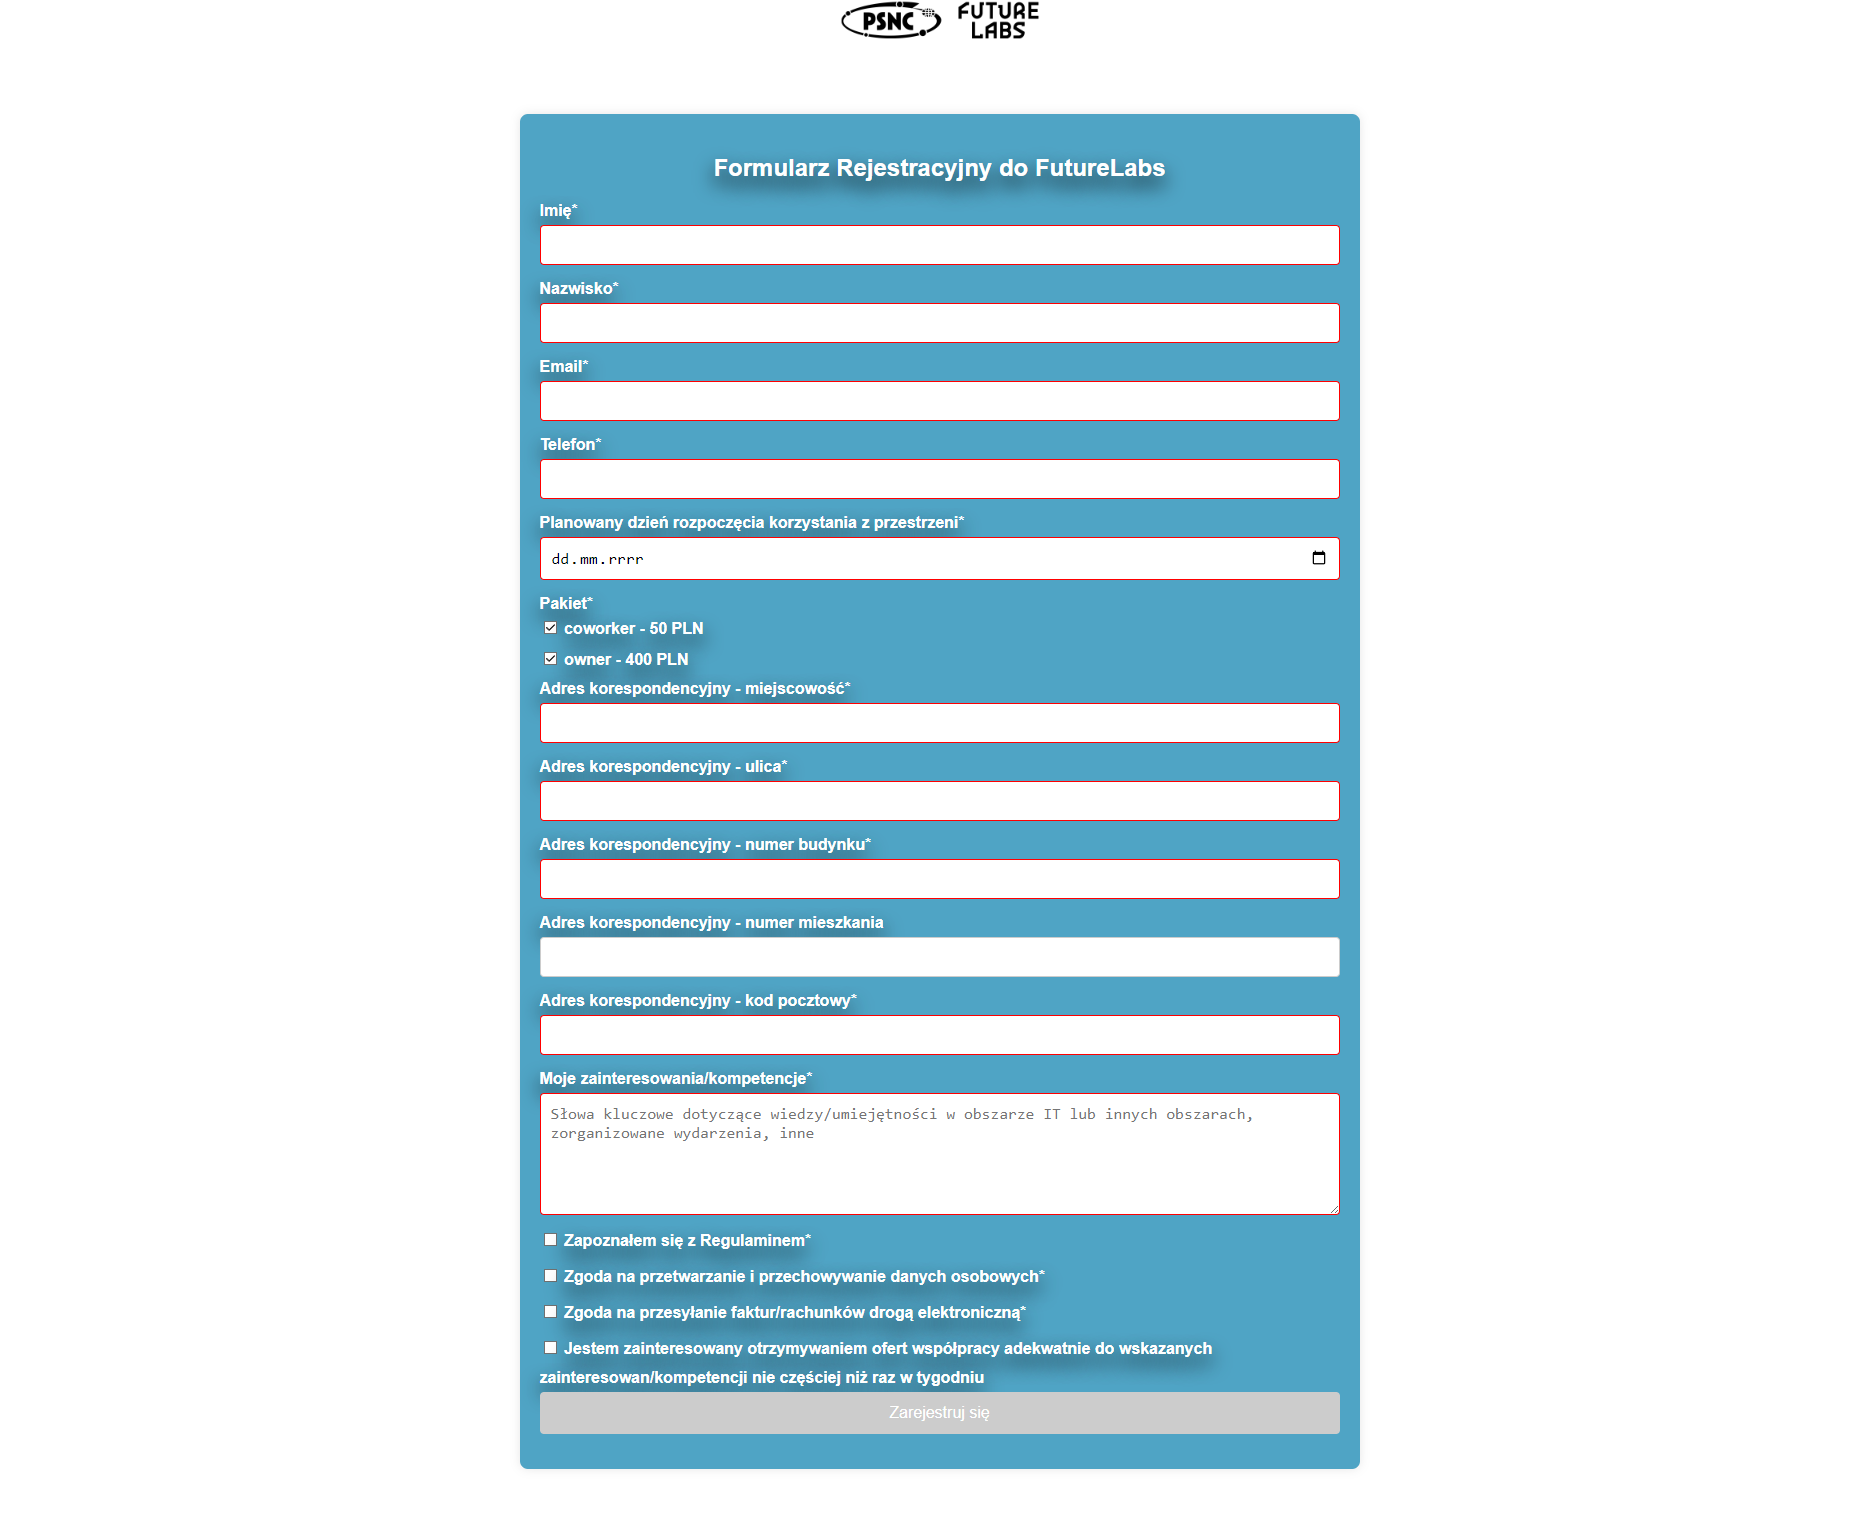 PSNC FUTURE LABS
Formularz Rejestracyjny do FutureLabs
Imię*
Nazwisko*
Email*
Telefon*
Planowany dzień rozpoczęcia korzystania z przestrzeni*
dd.mm.rrrr
Pakiet*
coworker - 50 PLN
owner - 400 PLN
Adres korespondencyjny - miejscowość*
Adres korespondencyjny - ulica*
Adres korespondencyjny - numer budynku*
Adres korespondencyjny - numer mieszkania
Adres korespondencyjny - kod pocztowy*
Moje zainteresowania/kompetencje*
Słowa kluczowe dotyczące wiedzy/umiejętności w obszarze IT lub innych obszarach,
zorganizowane wydarzenia, inne
Zapoznałem się z Regulaminem*
Zgoda na przetwarzanie i przechowywanie danych osobowych*
Zgoda na przesyłanie faktur/rachunków drogą elektroniczną*
Jestem zainteresowany otrzymywaniem ofert współpracy adekwatnie do wskazanych
zainteresowan/kompetencji nie częściej niż raz w tygodniu
Zarejestruj się